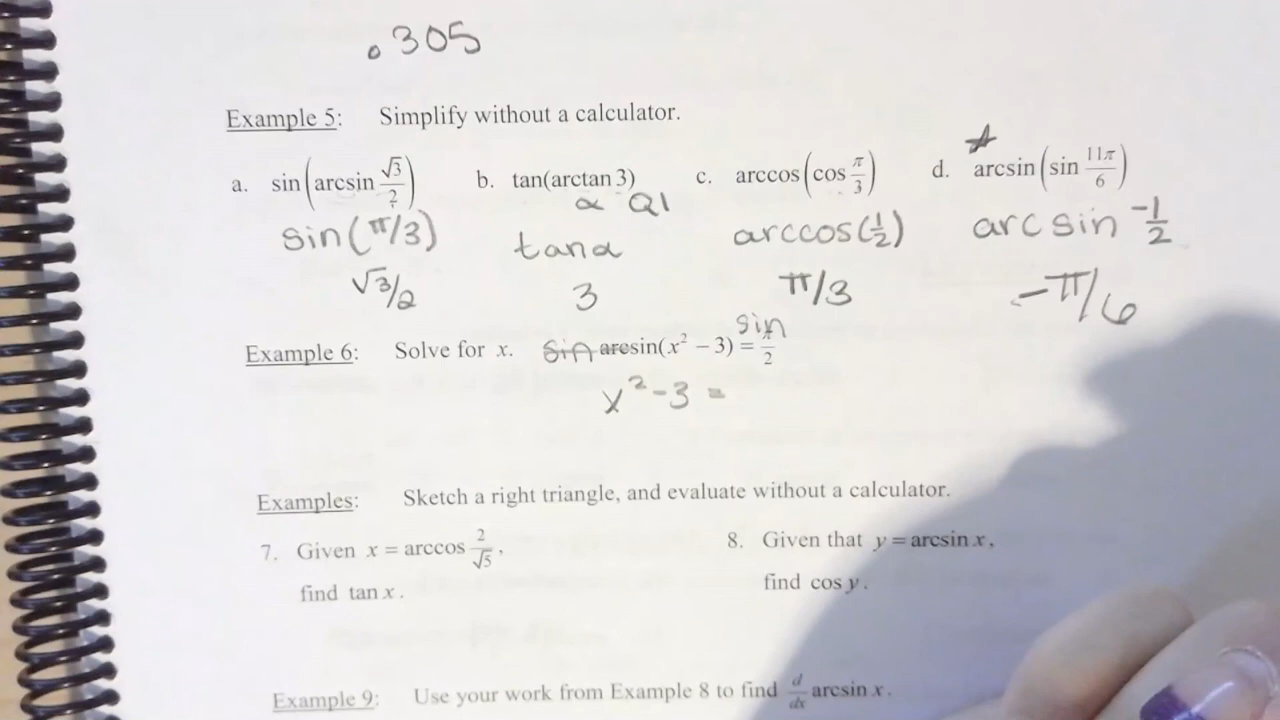 .305
Example 5: Simplify without a calculator.
a. sin(arcsin √3/2) b. tan(arctan 3) c. arccos(cos π/3) d. arcsin(sin 11π/6)
α Q1
sin(π/3) tanα arccos(1/2) arcsin -1/2
√3/2 3 π/3 -π/6
sin
Example 6: Solve for x. sin arcsin(x² − 3) = π/2
x²-3 =
Examples: Sketch a right triangle, and evaluate without a calculator.
7. Given x = arccos 2/√5, 8. Given that y = arcsin x,
find tan x. find cos y.
Example 9: Use your work from Example 8 to find d/dx arcsin x.